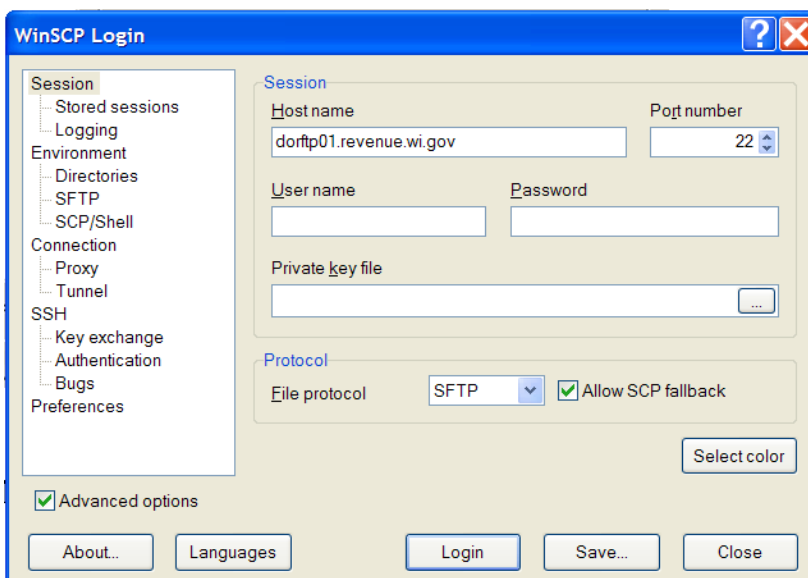 WinSCP Login
Session
Stored sessions
Logging
Environment
Directories
SFTP
SCP/Shell
Connection
Proxy
Tunnel
SSH
Key exchange
Authentication
Bugs
Preferences
Advanced options
Session
Host name Port number
dorftp01.revenue.wi.gov 22
User name Password
Private key file
...
Protocol
File protocol SFTP Allow SCP fallback
Select color
About... Languages Login Save... Close